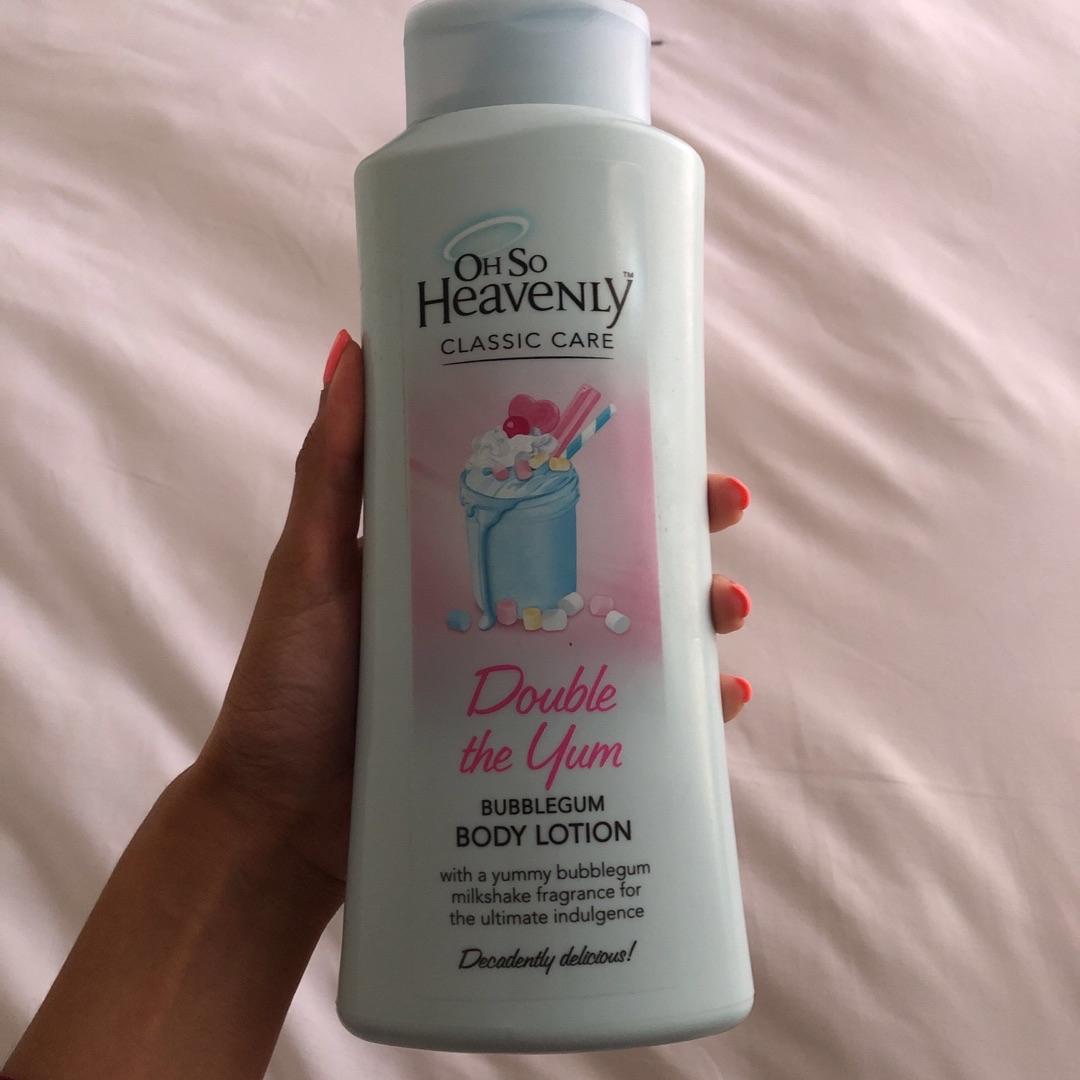 Oh So
Heavenly™
CLASSIC CARE
Double
the Yum
BUBBLEGUM
BODY LOTION
with a yummy bubblegum
milkshake fragrance for
the ultimate indulgence
Decadently delicious!